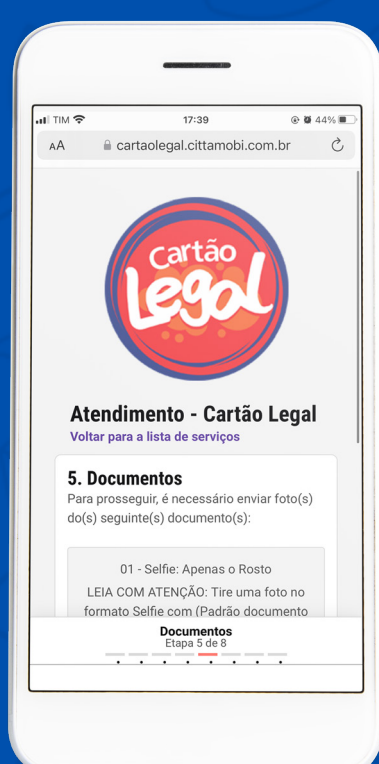 TIM
17:39
44%
AA
cartaolegal.cittamobi.com.br
Cartão
Legal
Atendimento - Cartão Legal
Voltar para a lista de serviços
5. Documentos
Para prosseguir, é necessário enviar foto(s)
do(s) seguinte(s) documento(s):
01 - Selfie: Apenas o Rosto
LEIA COM ATENÇÃO: Tire uma foto no
formato Selfie com (Padrão documento
Documentos
Etapa 5 de 8